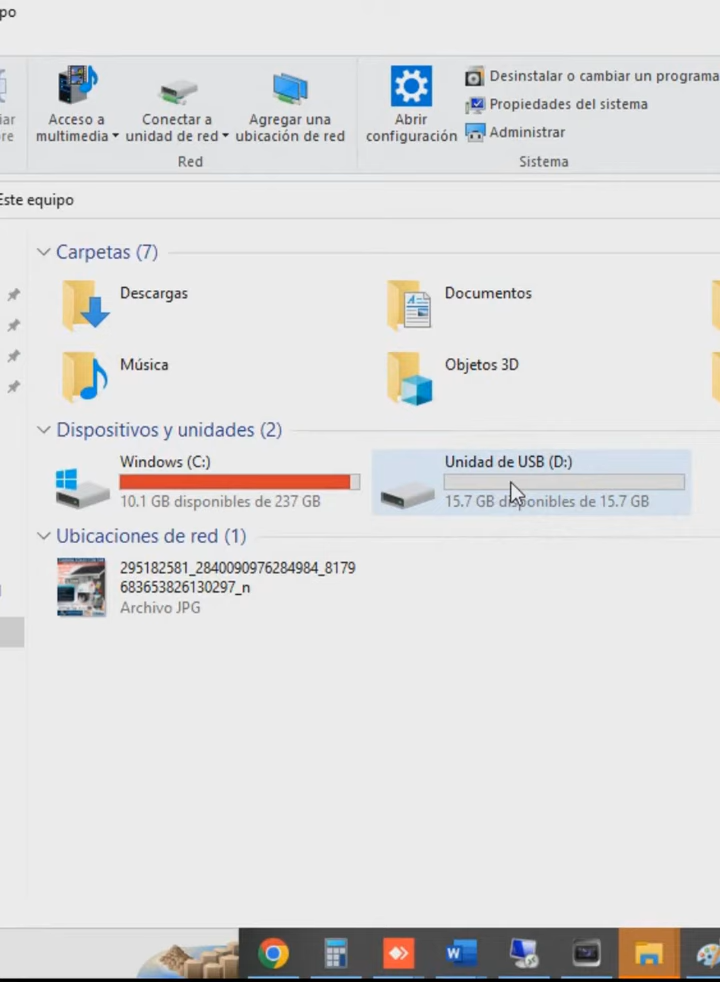 po
Acceso a
multimedia
Conectar a
unidad de red
Agregar una
ubicación de red
Red
Abrir
configuración
Desinstalar o cambiar un programa
Propiedades del sistema
Administrar
Sistema
Este equipo
Carpetas (7)
Descargas
Documentos
Música
Objetos 3D
Dispositivos y unidades (2)
Windows (C:)
10.1 GB disponibles de 237 GB
Unidad de USB (D:)
15.7 GB disponibles de 15.7 GB
Ubicaciones de red (1)
295182581_2840090976284984_8179
683653826130297_n
Archivo JPG